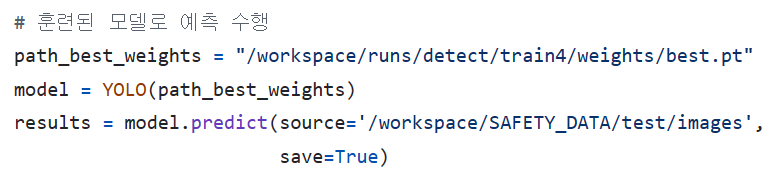 # 훈련된 모델로 예측 수행
path_best_weights = "/workspace/runs/detect/train4/weights/best.pt"
model = YOLO(path_best_weights)
results = model.predict(source='/workspace/SAFETY_DATA/test/images',
save=True)